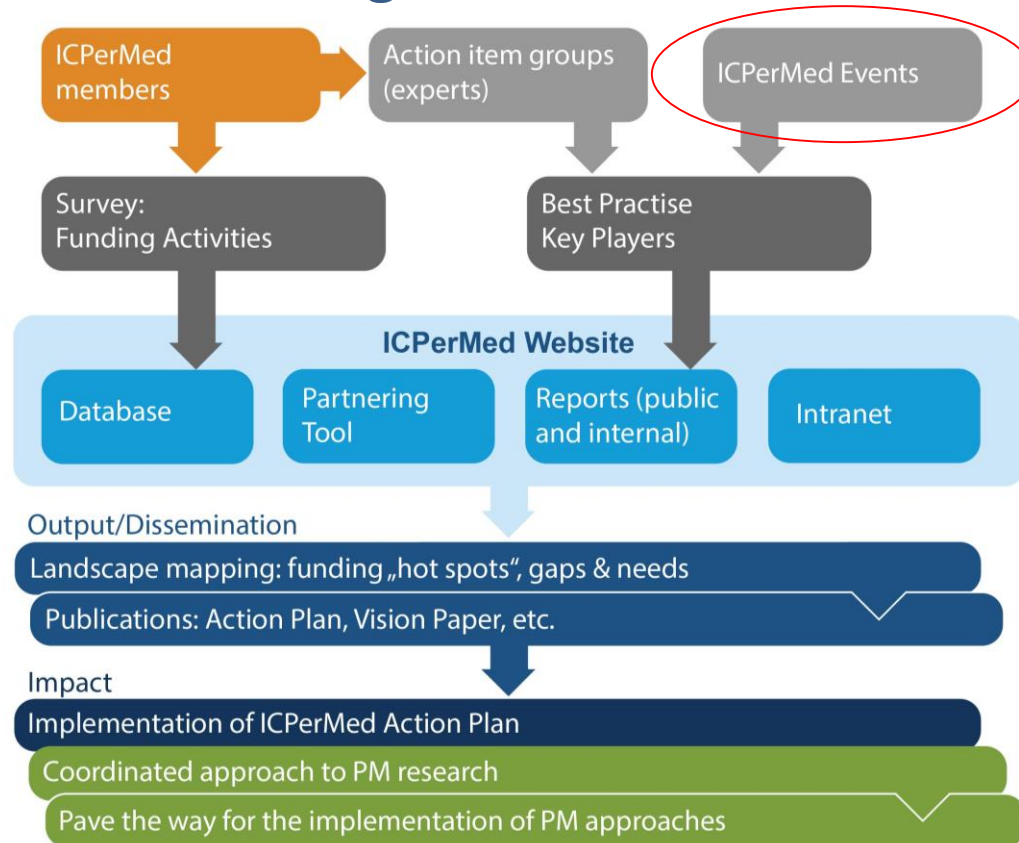 ICPerMed
members
Action item groups
(experts)
ICPerMed Events
Survey:
Funding Activities
Best Practise
Key Players
ICPerMed Website
Database
Partnering
Tool
Reports (public
and internal)
Intranet
Output/Dissemination
Landscape mapping: funding „hot spots“, gaps & needs
Publications: Action Plan, Vision Paper, etc.
Impact
Implementation of ICPerMed Action Plan
Coordinated approach to PM research
Pave the way for the implementation of PM approaches